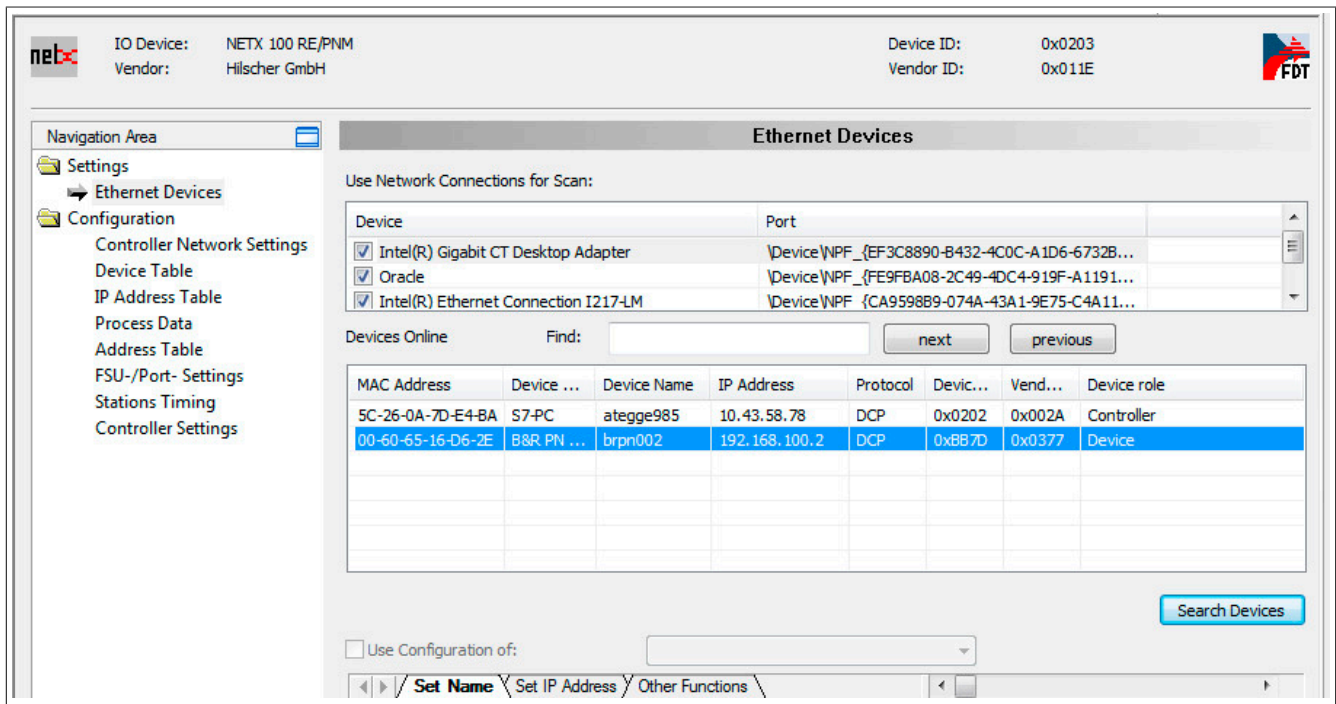 netx
IO Device: NETX 100 RE/PNM
Vendor: Hilscher GmbH
Device ID: 0x0203
Vendor ID: 0x011E
FDT
Navigation Area
Settings
Ethernet Devices
Configuration
Controller Network Settings
Device Table
IP Address Table
Process Data
Address Table
FSU-/Port- Settings
Stations Timing
Controller Settings
Ethernet Devices
Use Network Connections for Scan:
Device Port
Intel(R) Gigabit CT Desktop Adapter \Device\NPF_{EF3C8890-B432-4C0C-A1D6-6732B...
Oracle \Device\NPF_{FE9FBA08-2C49-4DC4-919F-A1191...
Intel(R) Ethernet Connection I217-LM \Device\NPF_{CA9598B9-074A-43A1-9E75-C4A11...
Devices Online Find: next previous
MAC Address Device ... Device Name IP Address Protocol Devic... Vend... Device role
5C-26-0A-7D-E4-BA S7-PC ategge985 10.43.58.78 DCP 0x0202 0x002A Controller
00-60-65-16-D6-2E B&R PN ... brpn002 192.168.100.2 DCP 0xBB7D 0x0377 Device
Search Devices
Use Configuration of:
Set Name Set IP Address Other Functions